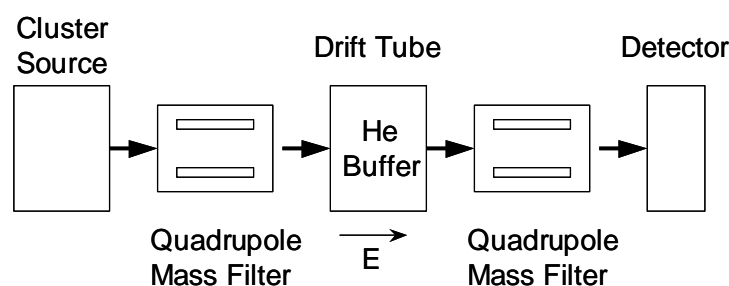 Cluster
Source
Drift Tube
Detector
He
Buffer
Quadrupole
Mass Filter
E
Quadrupole
Mass Filter